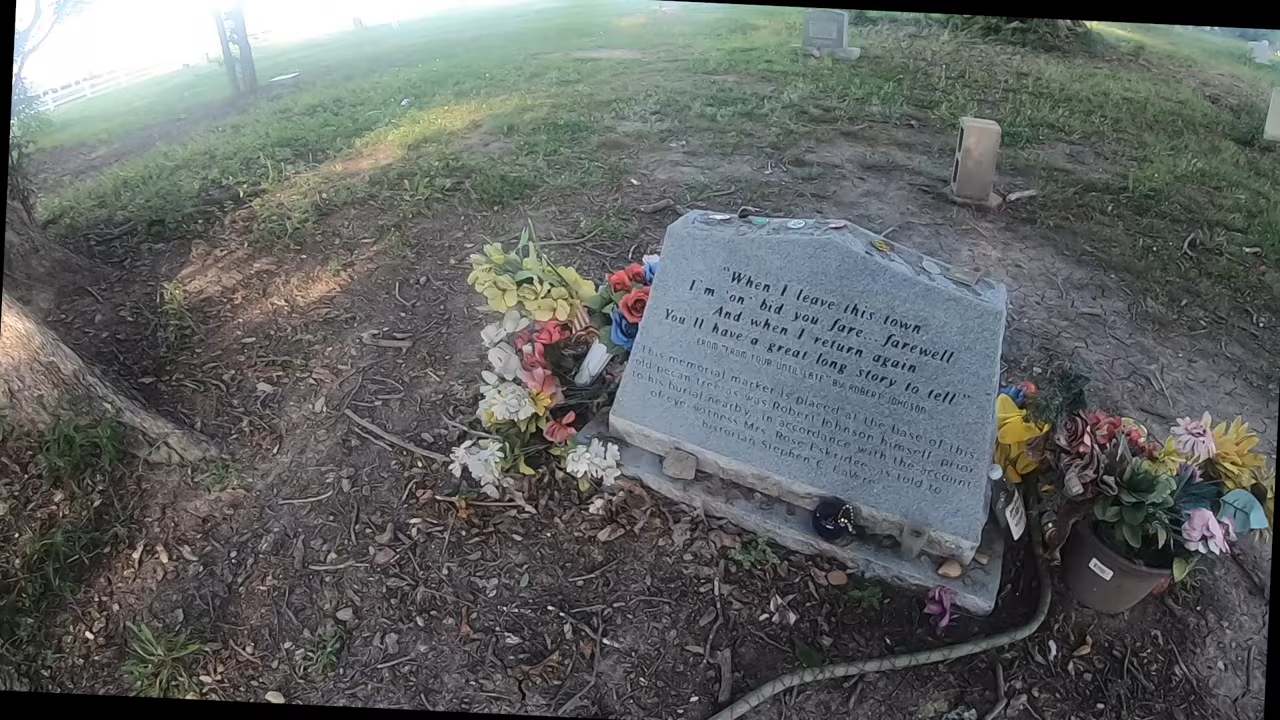 "When I leave this town
I'm 'on' bid you fare... farewell
And when I return again
You'll have a great long story to tell"
FROM "FROM FOUR UNTIL LATE" BY ROBERT JOHNSON
This memorial marker is placed at the base of this
old pecan tree, as was Robert Johnson himself prior
to his burial nearby, in accordance with the account
of eye witness Mrs. Rose Eskridge, as told to
historian Stephen C. LaVere